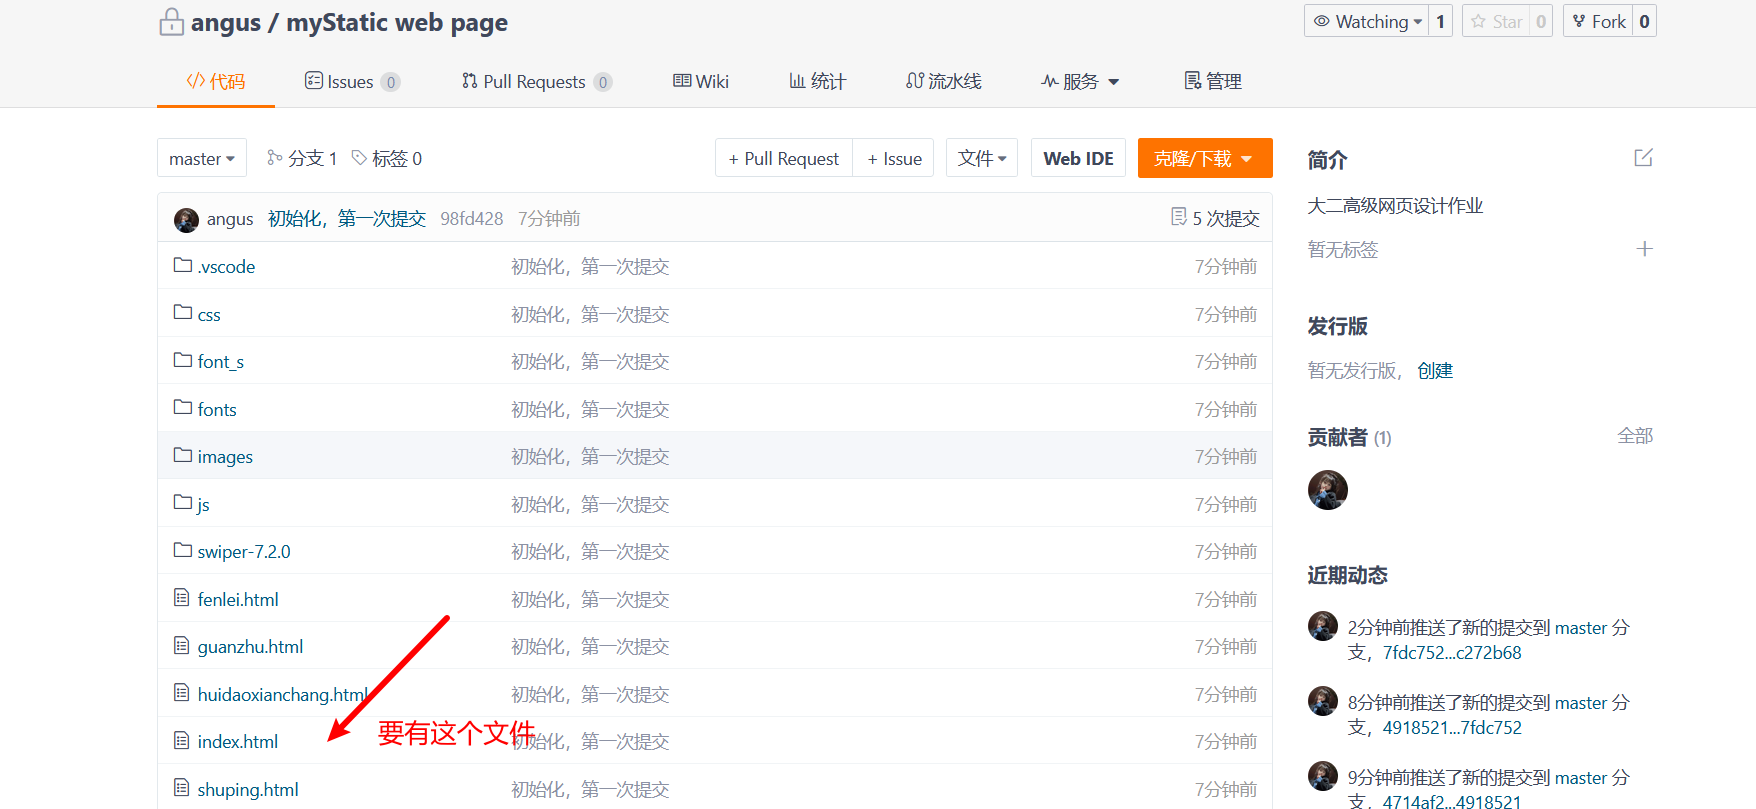 angus / myStatic web page
Watching 1 Star 0 Fork 0
代码 Issues 0 Pull Requests 0 Wiki 统计 流水线 服务 管理
master 分支 1 标签 0 + Pull Request + Issue 文件 Web IDE 克隆/下载
angus 初始化，第一次提交 98fd428 7分钟前 5 次提交
.vscode 初始化，第一次提交 7分钟前
css 初始化，第一次提交 7分钟前
font_s 初始化，第一次提交 7分钟前
fonts 初始化，第一次提交 7分钟前
images 初始化，第一次提交 7分钟前
js 初始化，第一次提交 7分钟前
swiper-7.2.0 初始化，第一次提交 7分钟前
fenlei.html 初始化，第一次提交 7分钟前
guanzhu.html 初始化，第一次提交 7分钟前
huidaoxianchang.html 初始化，第一次提交 7分钟前
index.html 要有这个文件 初始化，第一次提交 7分钟前
shuping.html 初始化，第一次提交 7分钟前
简介
大二高级网页设计作业
暂无标签
发行版
暂无发行版， 创建
贡献者 (1) 全部
近期动态
2分钟前推送了新的提交到 master 分
支，7fdc752...c272b68
8分钟前推送了新的提交到 master 分
支，4918521...7fdc752
9分钟前推送了新的提交到 master 分
支，4714af2...4918521